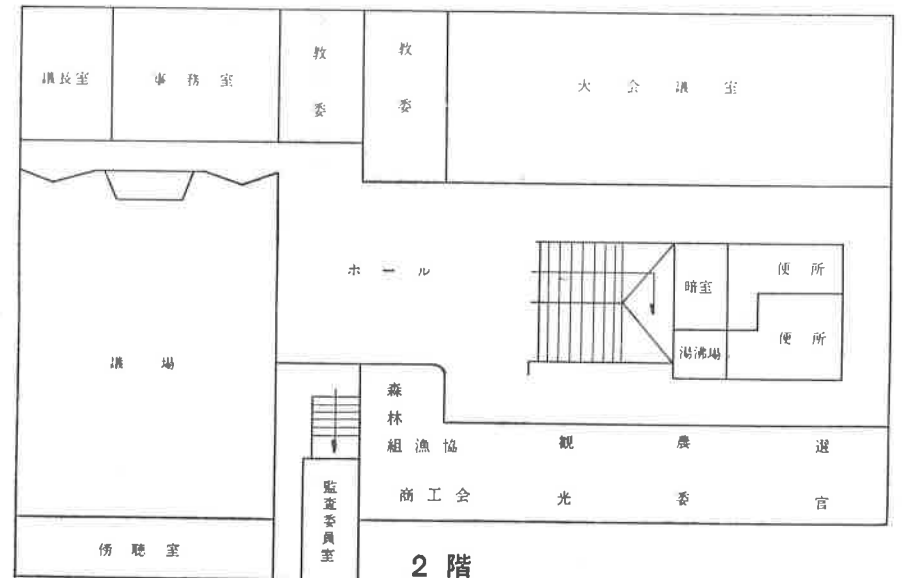 議長室
事務室
教委
教委
大会議室
ホール
暗室
便所
湯沸場
便所
議場
森林組
漁協
商工会
観光
農委
選官
監査委員室
傍聴室
2階